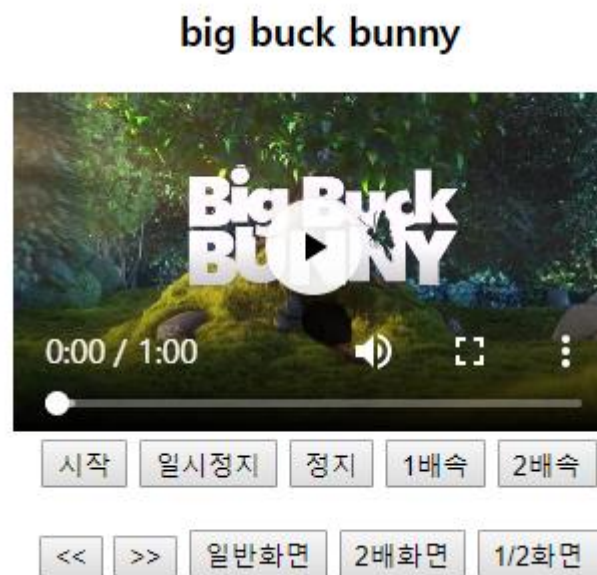 big buck bunny
Big Buck
BUNNY
0:00 / 1:00
시작 일시정지 정지 1배속 2배속
<< >> 일반화면 2배화면 1/2화면